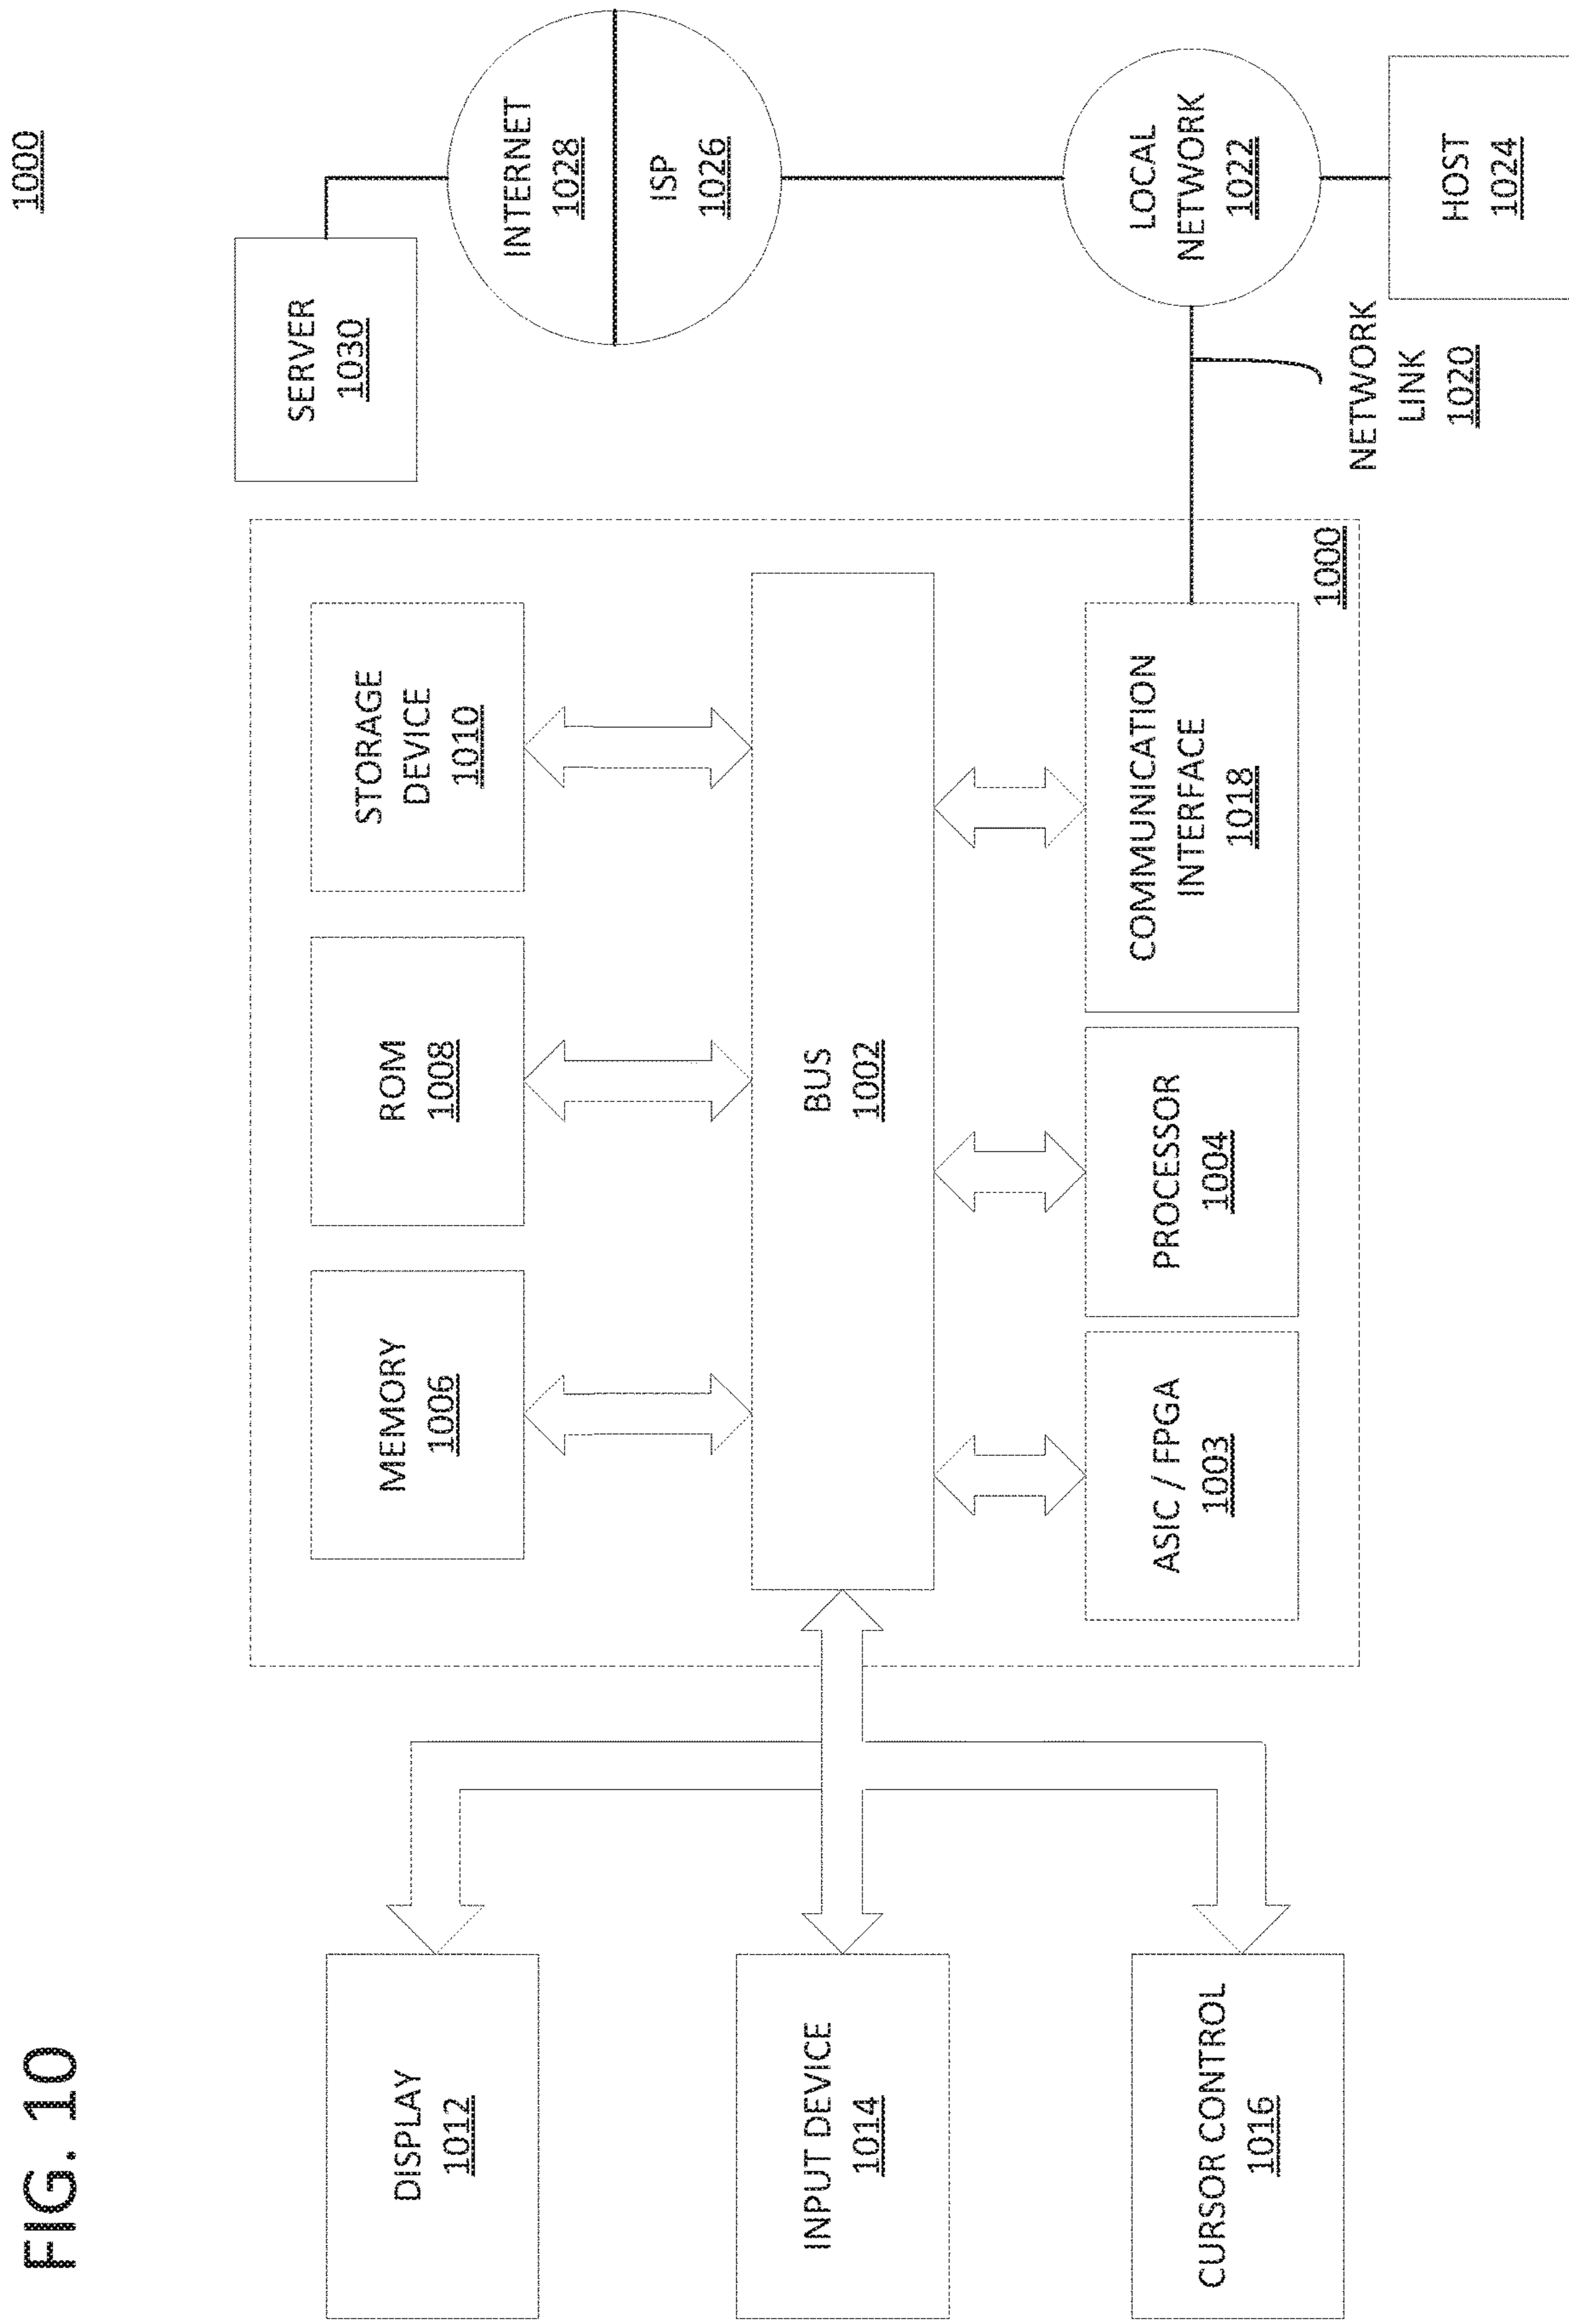 FIG. 10
1000
DISPLAY
1012
INPUT DEVICE
1014
CURSOR CONTROL
1016
MEMORY
1006
ROM
1008
STORAGE
DEVICE
1010
BUS
1002
ASIC / FPGA
1003
PROCESSOR
1004
COMMUNICATION
INTERFACE
1018
1000
SERVER
1030
INTERNET
1028
ISP
1026
LOCAL
NETWORK
1022
NETWORK
LINK
1020
HOST
1024